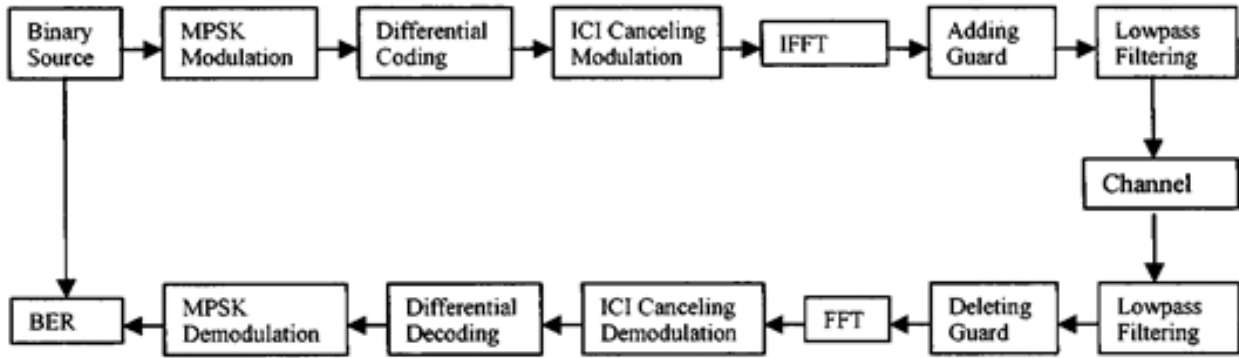 Binary
Source
MPSK
Modulation
Differential
Coding
ICI Canceling
Modulation
IFFT
Adding
Guard
Lowpass
Filtering
Channel
BER
MPSK
Demodulation
Differential
Decoding
ICI Canceling
Demodulation
FFT
Deleting
Guard
Lowpass
Filtering